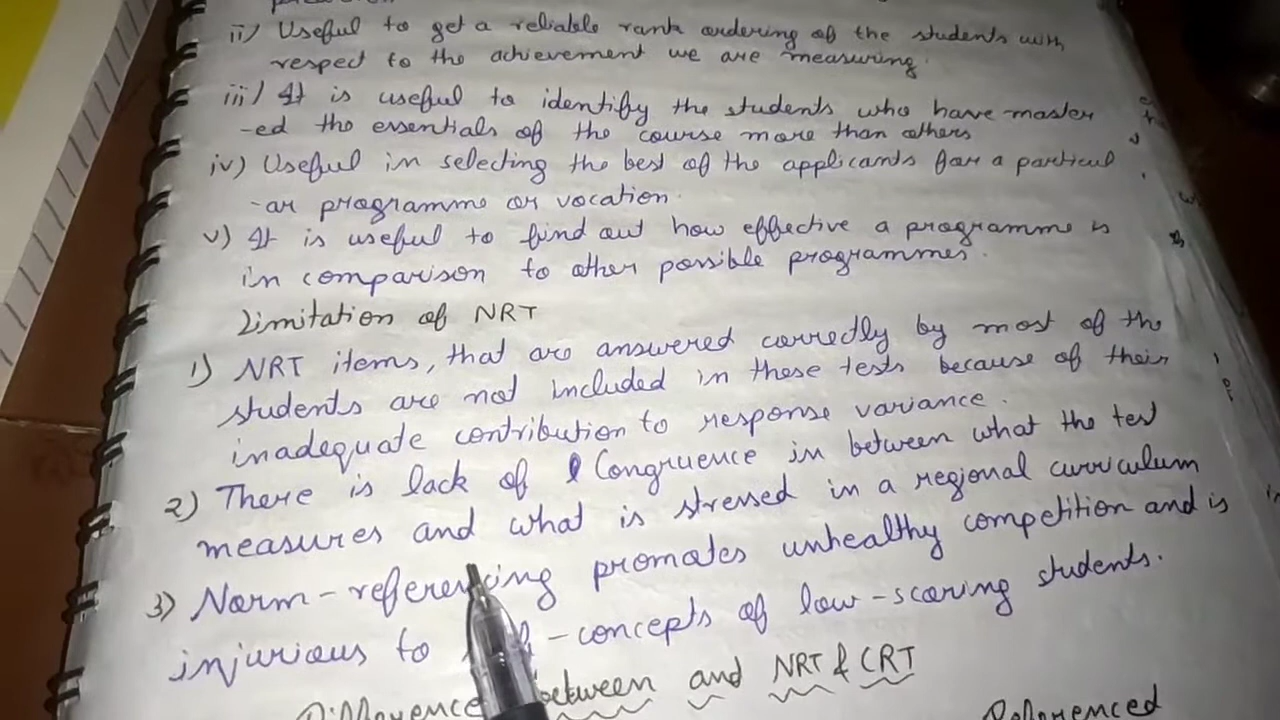 ii) Useful to get a reliable rank ordering of the students with
respect to the achievement we are measuring.
iii) It is useful to identify the students who have master
-ed the essentials of the course more than others
iv) Useful in selecting the best of the applicants for a particul
-ar programme or vocation.
v) It is useful to find out how effective a programme is
in comparison to other possible programmes.
Limitation of NRT
1) NRT items, that are answered correctly by most of the
students are not included in these tests because of their
inadequate contribution to response variance.
2) There is lack of Congruence in between what the test
measures and what is stressed in a regional curriculum
3) Norm-referencing promotes unhealthy competition and is
injurious to -concepts of low-scoring students.
Difference between and NRT & CRT
Referenced